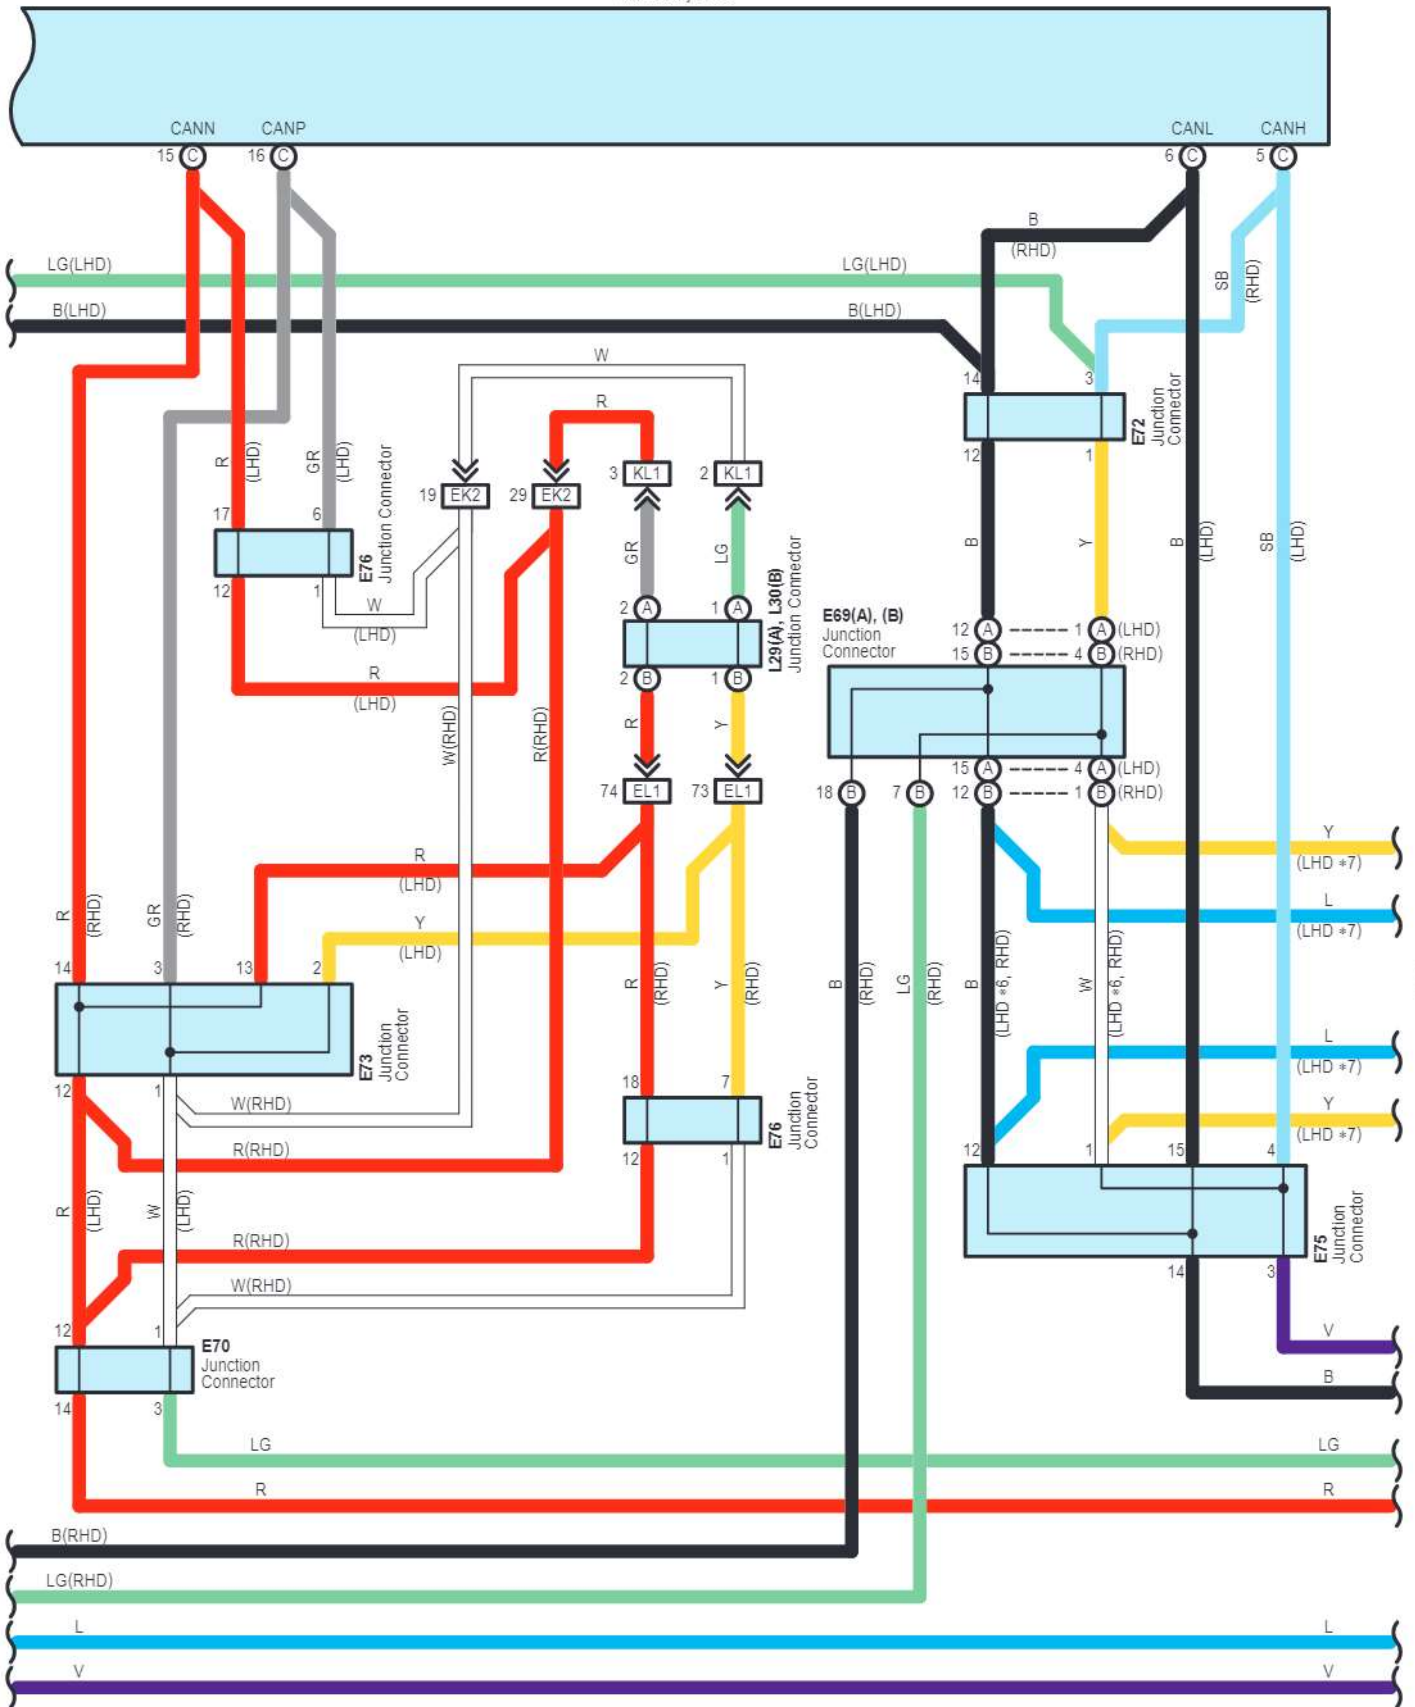 CANN CANP CANL CANH
15 C 16 C 6 C 5 C
B
(RHD)
LG(LHD) LG(LHD)
SB
(RHD)
B(LHD) B(LHD)
W
14 3
R
E72
Junction
Connector
R
(LHD)
GR
(LHD)
12 1
3 KL1 2 KL1
19 EK2 29 EK2
17 6
E76
Junction Connector
GR LG
B Y
B
(LHD)
SB
(LHD)
12 1
W
(LHD)
2 A 1 A
L29(A), L30(B)
Junction Connector
E69(A), (B)
Junction
Connector
12 A 1 A (LHD)
15 B 4 B (RHD)
R
(LHD)
2 B 1 B
W(RHD)
R(RHD)
R Y
15 A 4 A (LHD)
18 B 7 B 12 B 1 B (RHD)
74 EL1 73 EL1
Y
(LHD *7)
R
(LHD)
L
(LHD *7)
R
(RHD)
GR
(RHD)
Y
(LHD)
14 3 13 2
R
(RHD)
Y
(RHD)
B
(RHD)
LG
(RHD)
B
(LHD *6, RHD)
W
(LHD *6, RHD)
E73
Junction
Connector
L
(LHD *7)
18 7
12 1
W(RHD)
E76
Junction
Connector
Y
(LHD *7)
R(RHD)
12 1
12 1 15 4
R
(LHD)
W
(LHD)
R(RHD)
E75
Junction
Connector
W(RHD)
14 3
12 1
E70
Junction
Connector
V
B
14 3
LG LG
R R
B(RHD)
LG(RHD)
L L
V V